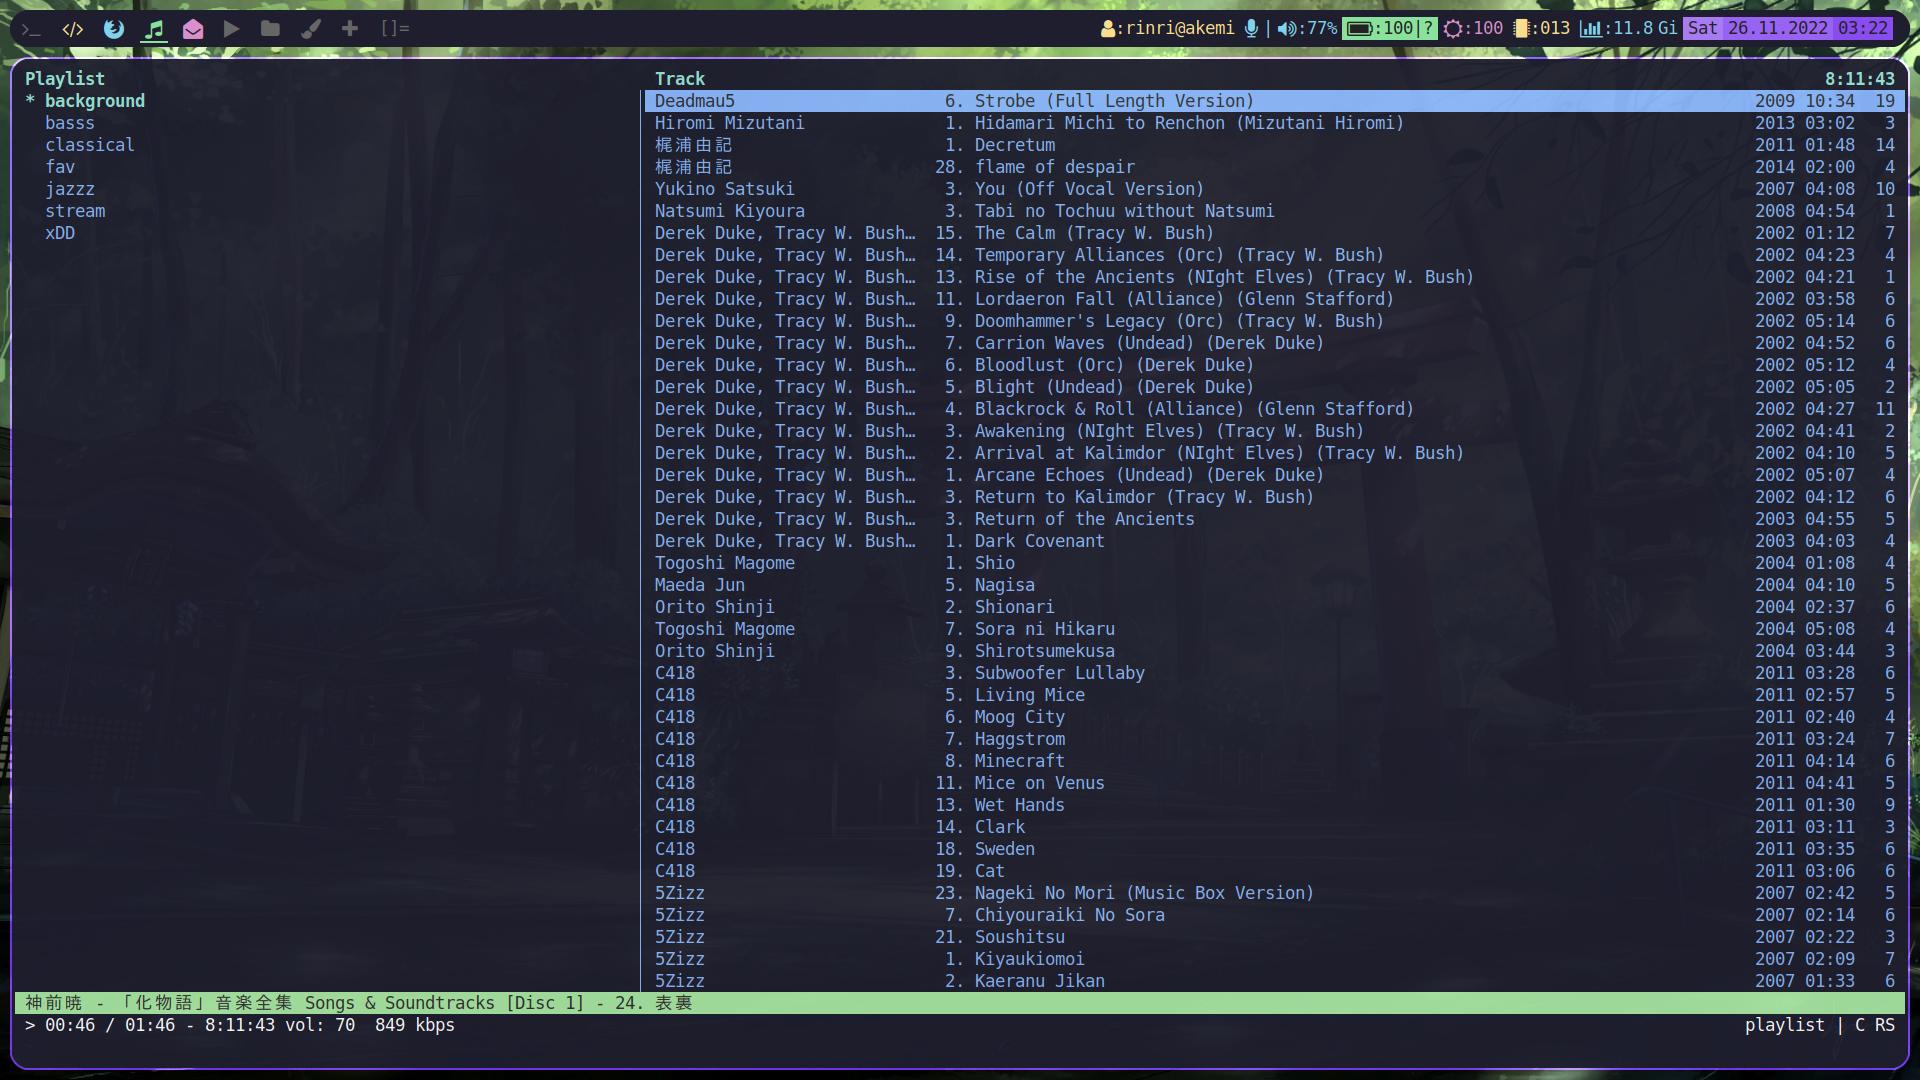 >_ </> []= :rinri@akemi | :77% :100|? :100 :013 :11.8 Gi Sat 26.11.2022 03:22
Playlist Track 8:11:43
* background Deadmau5 6. Strobe (Full Length Version) 2009 10:34 19
basss Hiromi Mizutani 1. Hidamari Michi to Renchon (Mizutani Hiromi) 2013 03:02 3
classical 梶浦由記 1. Decretum 2011 01:48 14
fav 梶浦由記 28. flame of despair 2014 02:00 4
jazzz Yukino Satsuki 3. You (Off Vocal Version) 2007 04:08 10
stream Natsumi Kiyoura 3. Tabi no Tochuu without Natsumi 2008 04:54 1
xDD Derek Duke, Tracy W. Bush… 15. The Calm (Tracy W. Bush) 2002 01:12 7
Derek Duke, Tracy W. Bush… 14. Temporary Alliances (Orc) (Tracy W. Bush) 2002 04:23 4
Derek Duke, Tracy W. Bush… 13. Rise of the Ancients (NIght Elves) (Tracy W. Bush) 2002 04:21 1
Derek Duke, Tracy W. Bush… 11. Lordaeron Fall (Alliance) (Glenn Stafford) 2002 03:58 6
Derek Duke, Tracy W. Bush… 9. Doomhammer's Legacy (Orc) (Tracy W. Bush) 2002 05:14 6
Derek Duke, Tracy W. Bush… 7. Carrion Waves (Undead) (Derek Duke) 2002 04:52 6
Derek Duke, Tracy W. Bush… 6. Bloodlust (Orc) (Derek Duke) 2002 05:12 4
Derek Duke, Tracy W. Bush… 5. Blight (Undead) (Derek Duke) 2002 05:05 2
Derek Duke, Tracy W. Bush… 4. Blackrock & Roll (Alliance) (Glenn Stafford) 2002 04:27 11
Derek Duke, Tracy W. Bush… 3. Awakening (NIght Elves) (Tracy W. Bush) 2002 04:41 2
Derek Duke, Tracy W. Bush… 2. Arrival at Kalimdor (NIght Elves) (Tracy W. Bush) 2002 04:10 5
Derek Duke, Tracy W. Bush… 1. Arcane Echoes (Undead) (Derek Duke) 2002 05:07 4
Derek Duke, Tracy W. Bush… 3. Return to Kalimdor (Tracy W. Bush) 2002 04:12 6
Derek Duke, Tracy W. Bush… 3. Return of the Ancients 2003 04:55 5
Derek Duke, Tracy W. Bush… 1. Dark Covenant 2003 04:03 4
Togoshi Magome 1. Shio 2004 01:08 4
Maeda Jun 5. Nagisa 2004 04:10 5
Orito Shinji 2. Shionari 2004 02:37 6
Togoshi Magome 7. Sora ni Hikaru 2004 05:08 4
Orito Shinji 9. Shirotsumekusa 2004 03:44 3
C418 3. Subwoofer Lullaby 2011 03:28 6
C418 5. Living Mice 2011 02:57 5
C418 6. Moog City 2011 02:40 4
C418 7. Haggstrom 2011 03:24 7
C418 8. Minecraft 2011 04:14 6
C418 11. Mice on Venus 2011 04:41 5
C418 13. Wet Hands 2011 01:30 9
C418 14. Clark 2011 03:11 3
C418 18. Sweden 2011 03:35 6
C418 19. Cat 2011 03:06 6
5Zizz 23. Nageki No Mori (Music Box Version) 2007 02:42 5
5Zizz 7. Chiyouraiki No Sora 2007 02:14 6
5Zizz 21. Soushitsu 2007 02:22 3
5Zizz 1. Kiyaukiomoi 2007 02:09 7
5Zizz 2. Kaeranu Jikan 2007 01:33 6
神前暁 - 「化物語」音楽全集 Songs & Soundtracks [Disc 1] - 24. 表裏
> 00:46 / 01:46 - 8:11:43 vol: 70 849 kbps playlist | C RS